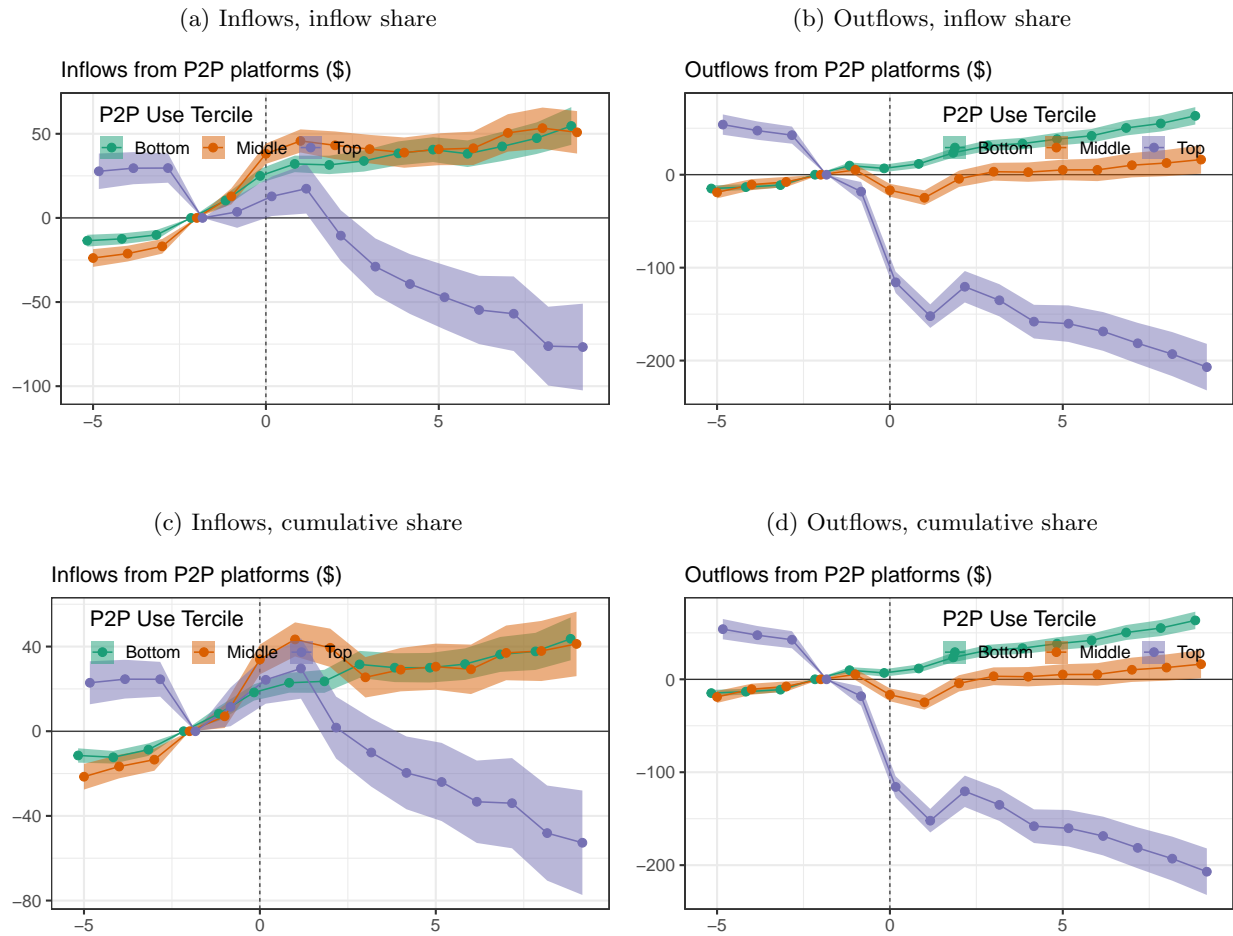 (a) Inflows, inflow share
Inflows from P2P platforms ($)
P2P Use Tercile
Bottom Middle Top
50
0
−50
−100
−5 0 5
(b) Outflows, inflow share
Outflows from P2P platforms ($)
P2P Use Tercile
Bottom Middle Top
0
−100
−200
−5 0 5
(c) Inflows, cumulative share
Inflows from P2P platforms ($)
P2P Use Tercile
Bottom Middle Top
40
0
−40
−80
−5 0 5
(d) Outflows, cumulative share
Outflows from P2P platforms ($)
P2P Use Tercile
Bottom Middle Top
0
−100
−200
−5 0 5